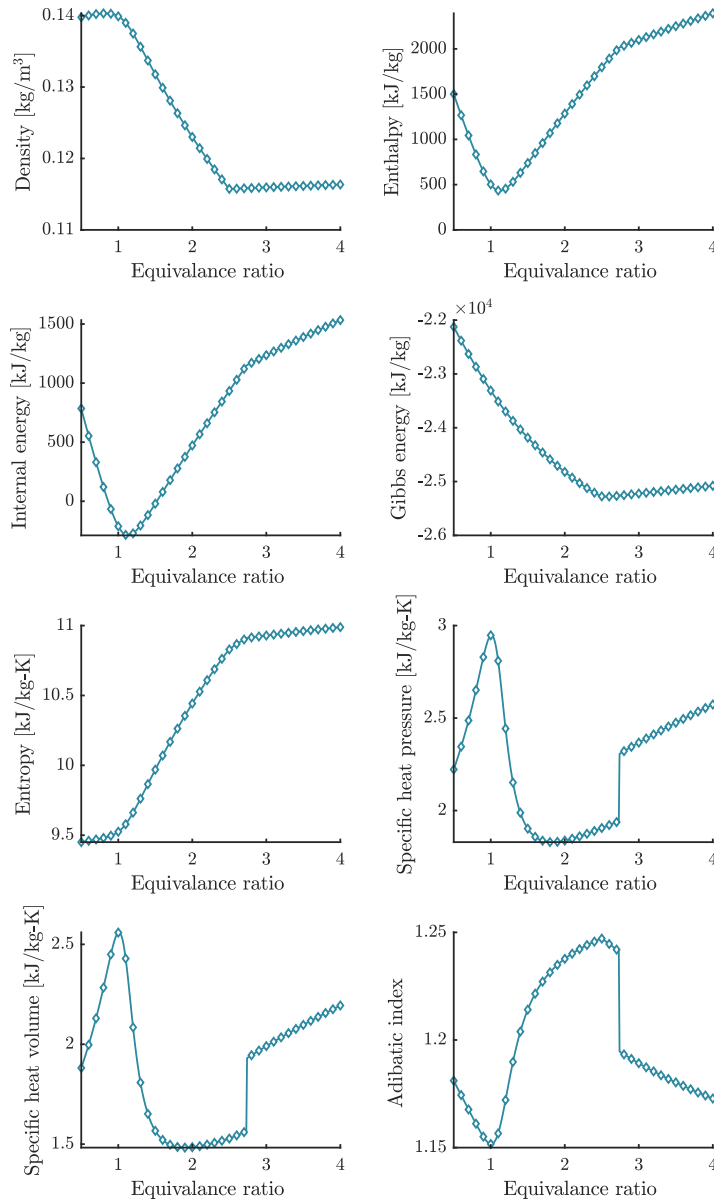 Density [kg/m³]
0.14
0.13
0.12
0.11
1 2 3 4
Equivalance ratio
Enthalpy [kJ/kg]
2000
1500
1000
500
0
1 2 3 4
Equivalance ratio
Internal energy [kJ/kg]
1500
1000
500
0
1 2 3 4
Equivalance ratio
Gibbs energy [kJ/kg]
×10⁴
-2.2
-2.3
-2.4
-2.5
-2.6
1 2 3 4
Equivalance ratio
Entropy [kJ/kg-K]
11
10.5
10
9.5
1 2 3 4
Equivalance ratio
Specific heat pressure [kJ/kg-K]
3
2.5
2
1 2 3 4
Equivalance ratio
Specific heat volume [kJ/kg-K]
2.5
2
1.5
1 2 3 4
Equivalance ratio
Adibatic index
1.25
1.2
1.15
1 2 3 4
Equivalance ratio